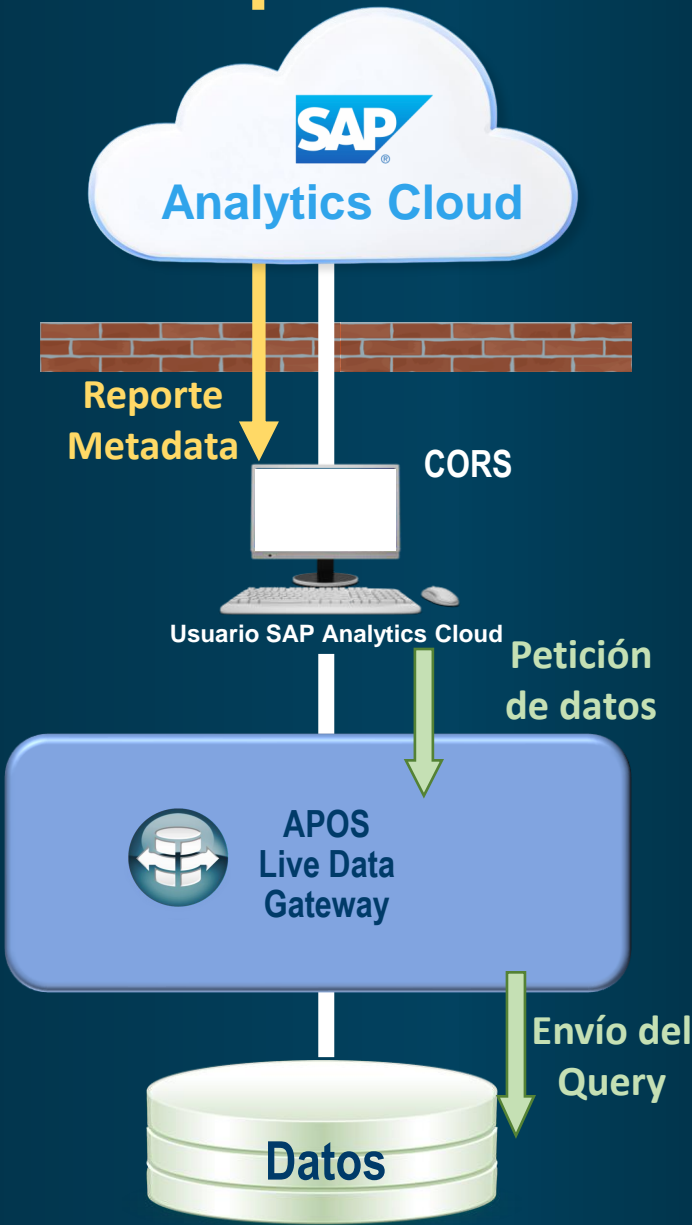 SAP
®
Analytics Cloud
Reporte
Metadata
CORS
Usuario SAP Analytics Cloud
Petición
de datos
APOS
Live Data
Gateway
Envío del
Query
Datos